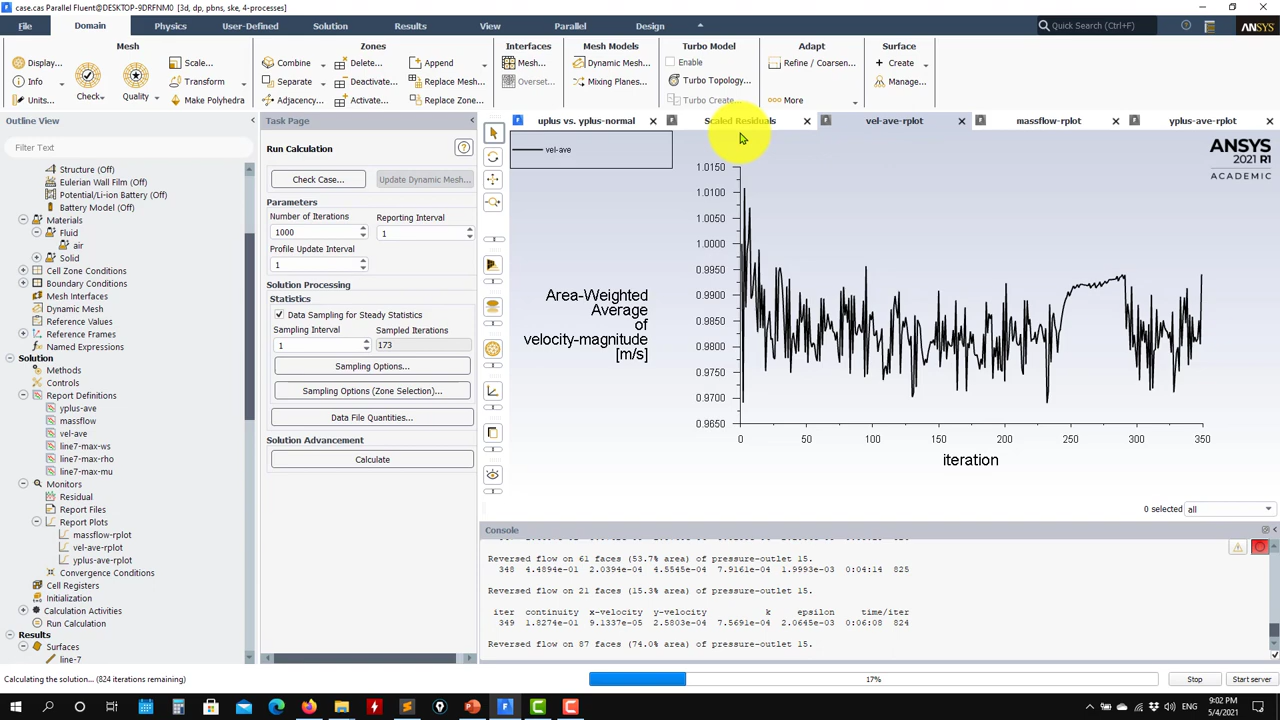 case.cas Parallel Fluent@DESKTOP-9DRFNM0 [3d, dp, pbns, ske, 4-processes]
File Domain Physics User-Defined Solution Results View Parallel Design Quick Search (Ctrl+F) ANSYS
Mesh Zones Interfaces Mesh Models Turbo Model Adapt Surface
Display... Scale... Combine Delete... Append Mesh... Dynamic Mesh... Enable Refine / Coarsen... Create
Info Transform Separate Deactivate... Replace Mesh... Overset... Mixing Planes... Turbo Topology... Manage...
Units... Check Quality Make Polyhedra Adjacency... Activate... Replace Zone... Turbo Create... More
Outline View
Filter Text
Structure (Off)
Eulerian Wall Film (Off)
Potential/Li-ion Battery (Off)
Battery Model (Off)
Materials
Fluid
air
Solid
Cell Zone Conditions
Boundary Conditions
Mesh Interfaces
Dynamic Mesh
Reference Values
Reference Frames
Named Expressions
Solution
Methods
Controls
Report Definitions
yplus-ave
massflow
vel-ave
line7-max-ws
line7-max-rho
line7-max-mu
Monitors
Residual
Report Files
Report Plots
massflow-rplot
vel-ave-rplot
yplus-ave-rplot
Convergence Conditions
Cell Registers
Initialization
Calculation Activities
Run Calculation
Results
Surfaces
line-7
Task Page
Run Calculation
Check Case... Update Dynamic Mesh...
Parameters
Number of Iterations Reporting Interval
1000 1
Profile Update Interval
1
Solution Processing
Statistics
Data Sampling for Steady Statistics
Sampling Interval Sampled Iterations
1 173
Sampling Options...
Sampling Options (Zone Selection)...
Data File Quantities...
Solution Advancement
Calculate
uplus vs. yplus-normal Scaled Residuals vel-ave-rplot massflow-rplot yplus-ave-rplot
vel-ave
ANSYS
2021 R1
ACADEMIC
1.0150
1.0100
1.0050
1.0000
0.9950
0.9900
0.9850
0.9800
0.9750
0.9700
0.9650
Area-Weighted
Average
of
velocity-magnitude
[m/s]
0 50 100 150 200 250 300 350
iteration
0 selected all
Console
Reversed flow on 61 faces (53.7% area) of pressure-outlet 15.
348 4.4894e-01 2.0394e-04 4.5545e-04 7.9161e-04 1.9993e-03 0:04:14 825
Reversed flow on 21 faces (15.3% area) of pressure-outlet 15.
iter continuity x-velocity y-velocity k epsilon time/iter
349 1.8274e-01 9.1337e-05 2.5803e-04 7.5691e-04 2.0645e-03 0:06:08 824
Reversed flow on 87 faces (74.0% area) of pressure-outlet 15.
Calculating the solution... (824 iterations remaining) 17% Stop Start server
ENG 9:02 PM
5/4/2021